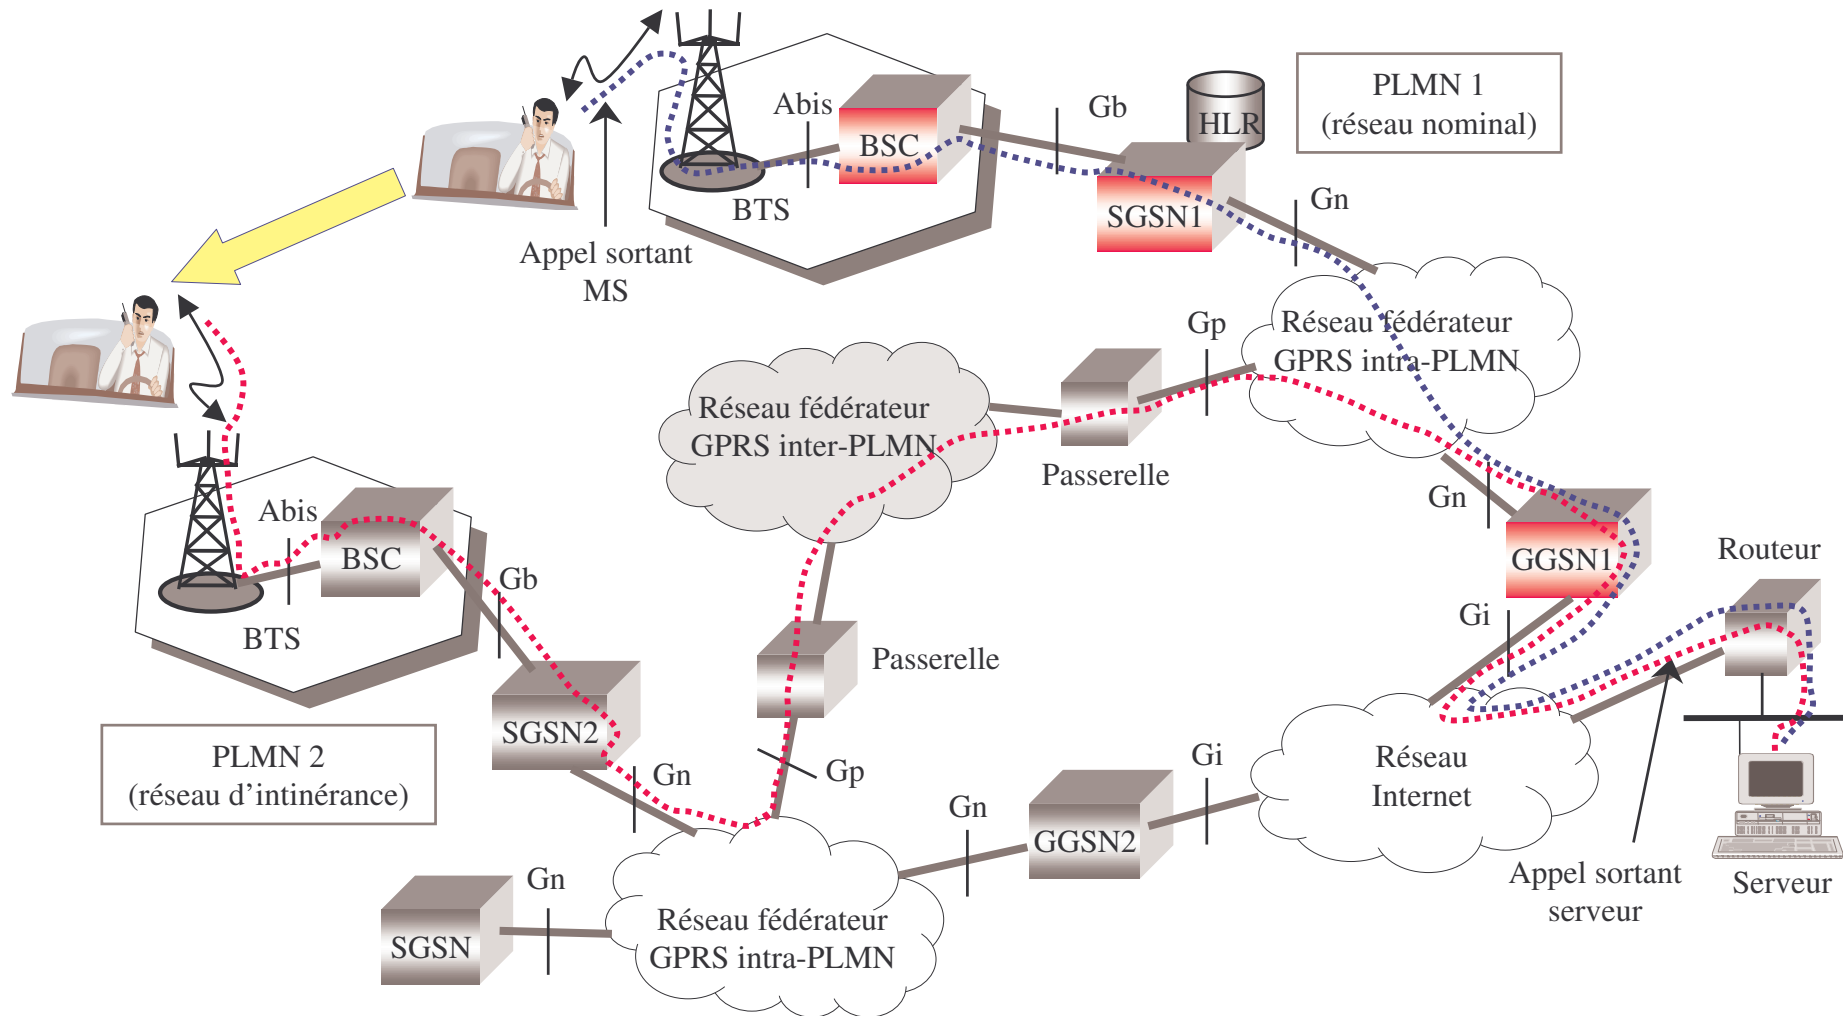 PLMN 1
(réseau nominal)
HLR
Abis
BSC
Gb
BTS
SGSN1
Gn
Appel sortant
MS
Réseau fédérateur
GPRS intra-PLMN
Gp
Passerelle
Réseau fédérateur
GPRS inter-PLMN
Gn
GGSN1
Routeur
Gi
Abis
BSC
Gb
BTS
Passerelle
SGSN2
PLMN 2
(réseau d'intinérance)
Gn
Gp
Gn
GGSN2
Gi
Réseau
Internet
Appel sortant
serveur
Serveur
Gn
SGSN
Réseau fédérateur
GPRS intra-PLMN